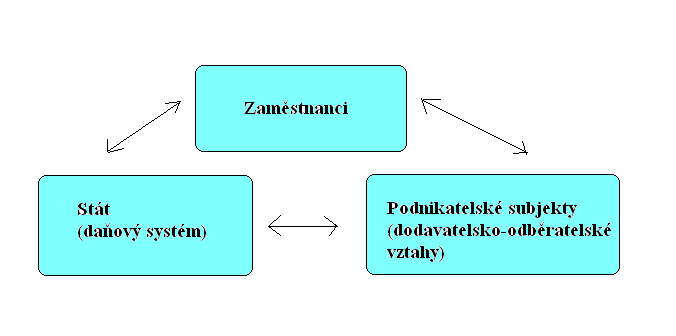 Zaměstnanci
Stát
(daňový systém)
Podnikatelské subjekty
(dodavatelsko-odběratelské
vztahy)